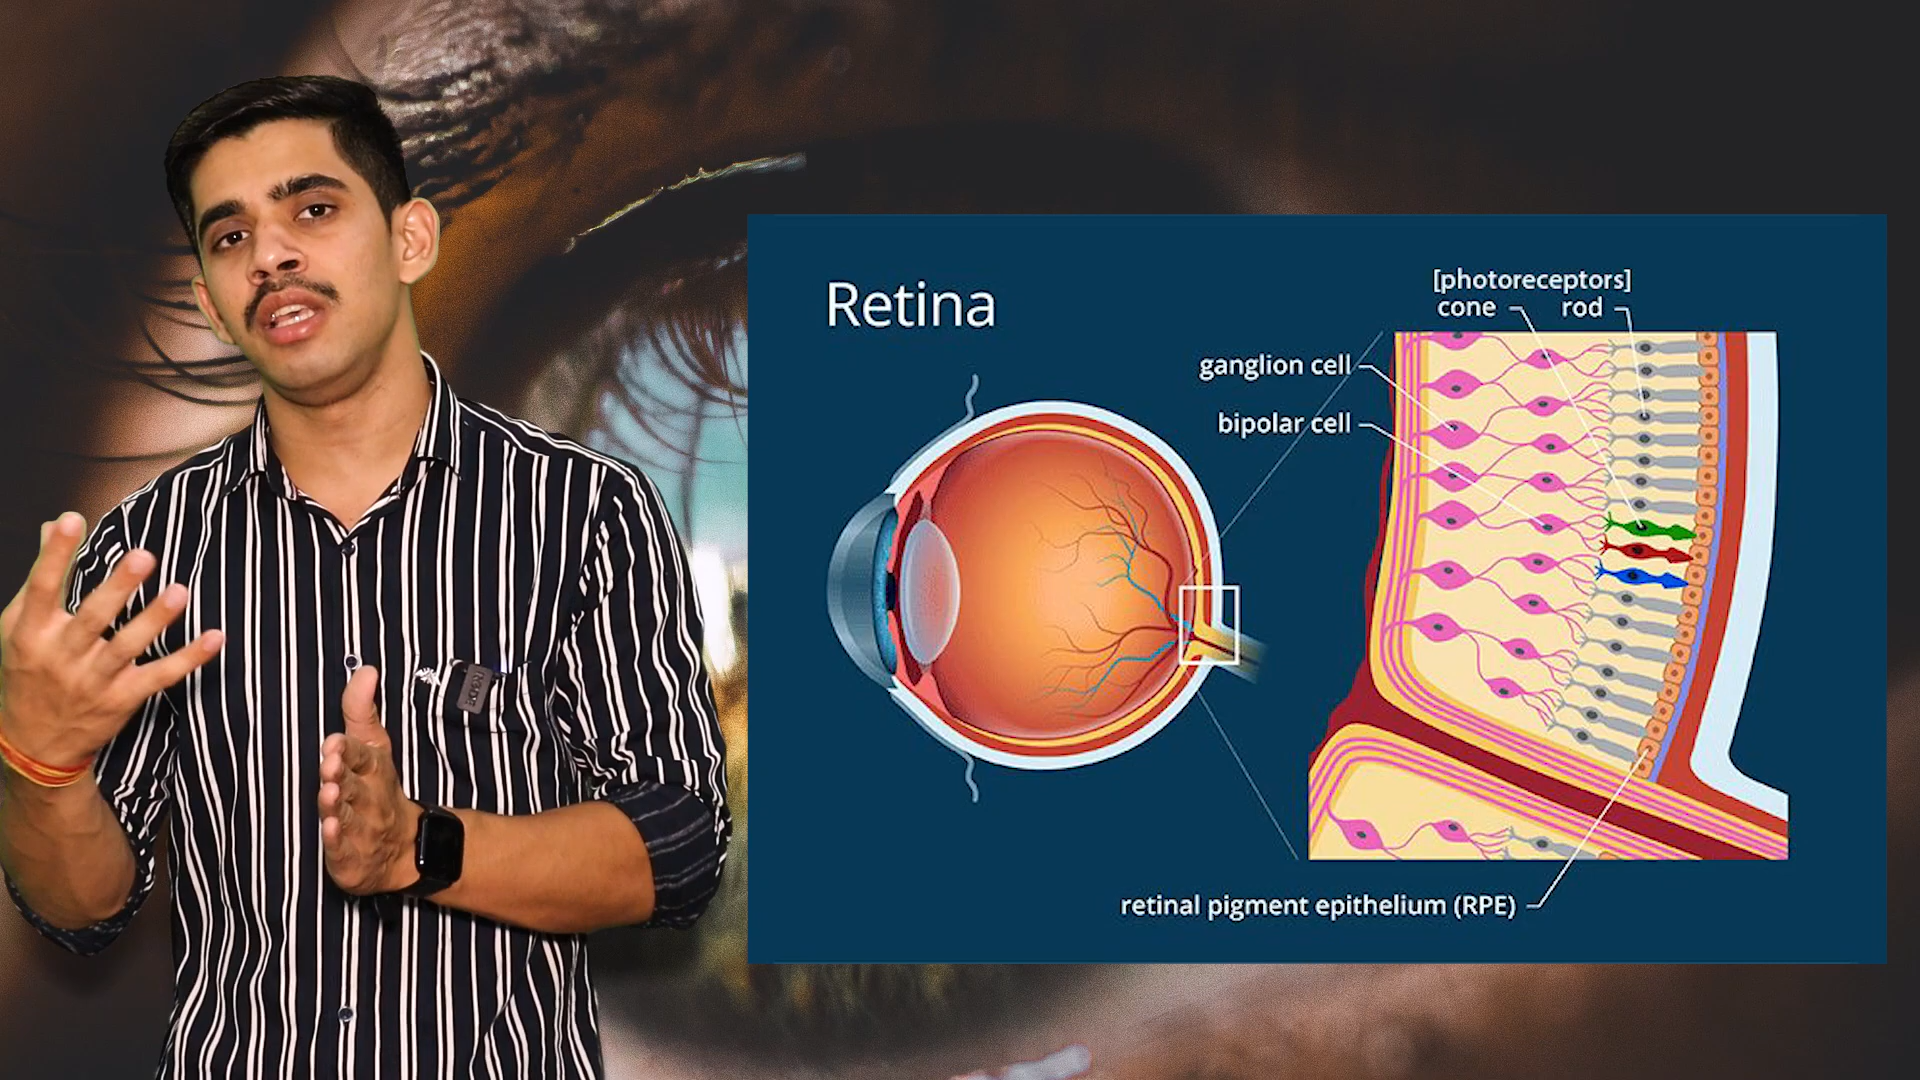 Retina
[photoreceptors]
cone rod
ganglion cell
bipolar cell
retinal pigment epithelium (RPE)